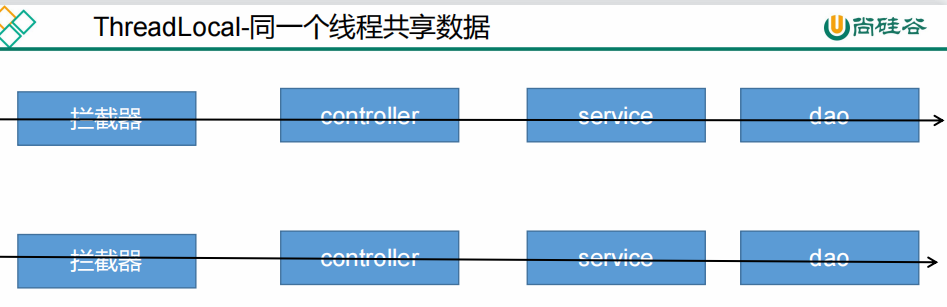 ThreadLocal-同一个线程共享数据
尚硅谷
拦截器 controller service dao
拦截器 controller service dao